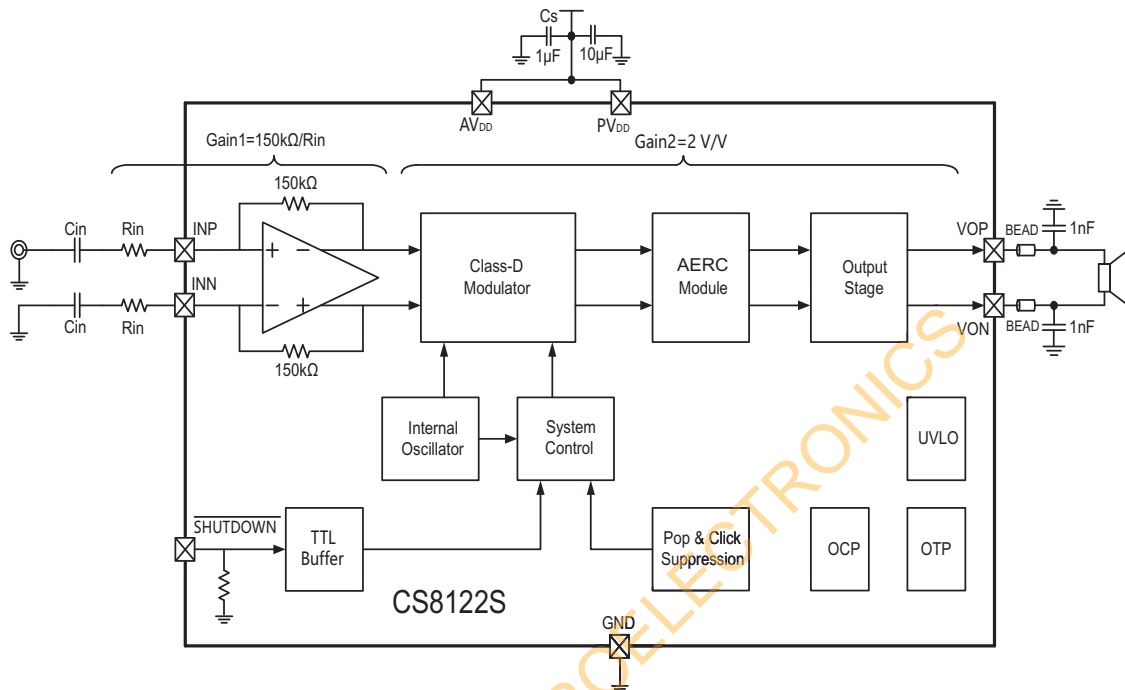 Cs
1µF
10µF
AVDD
PVDD
Gain1=150kΩ/Rin
Gain2=2 V/V
150kΩ
Cin
Rin
INP
Class-D
Modulator
AERC
Module
Output
Stage
VOP
BEAD
1nF
INN
Cin
Rin
150kΩ
VON
BEAD
1nF
Internal
Oscillator
System
Control
UVLO
SHUTDOWN
TTL
Buffer
Pop & Click
Suppression
OCP
OTP
CS8122S
GND
ROELECTRONICS